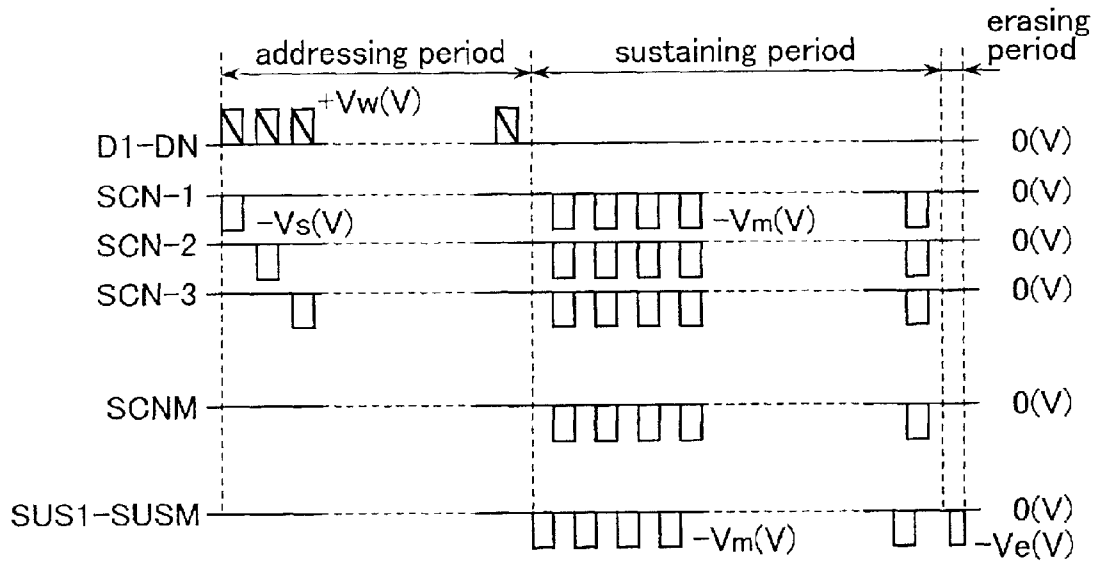 erasing
period
addressing period
sustaining period
+Vw(V)
D1-DN
0(V)
SCN-1
0(V)
-Vs(V)
-Vm(V)
SCN-2
0(V)
SCN-3
0(V)
SCNM
0(V)
SUS1-SUSM
0(V)
-Vm(V)
-Ve(V)